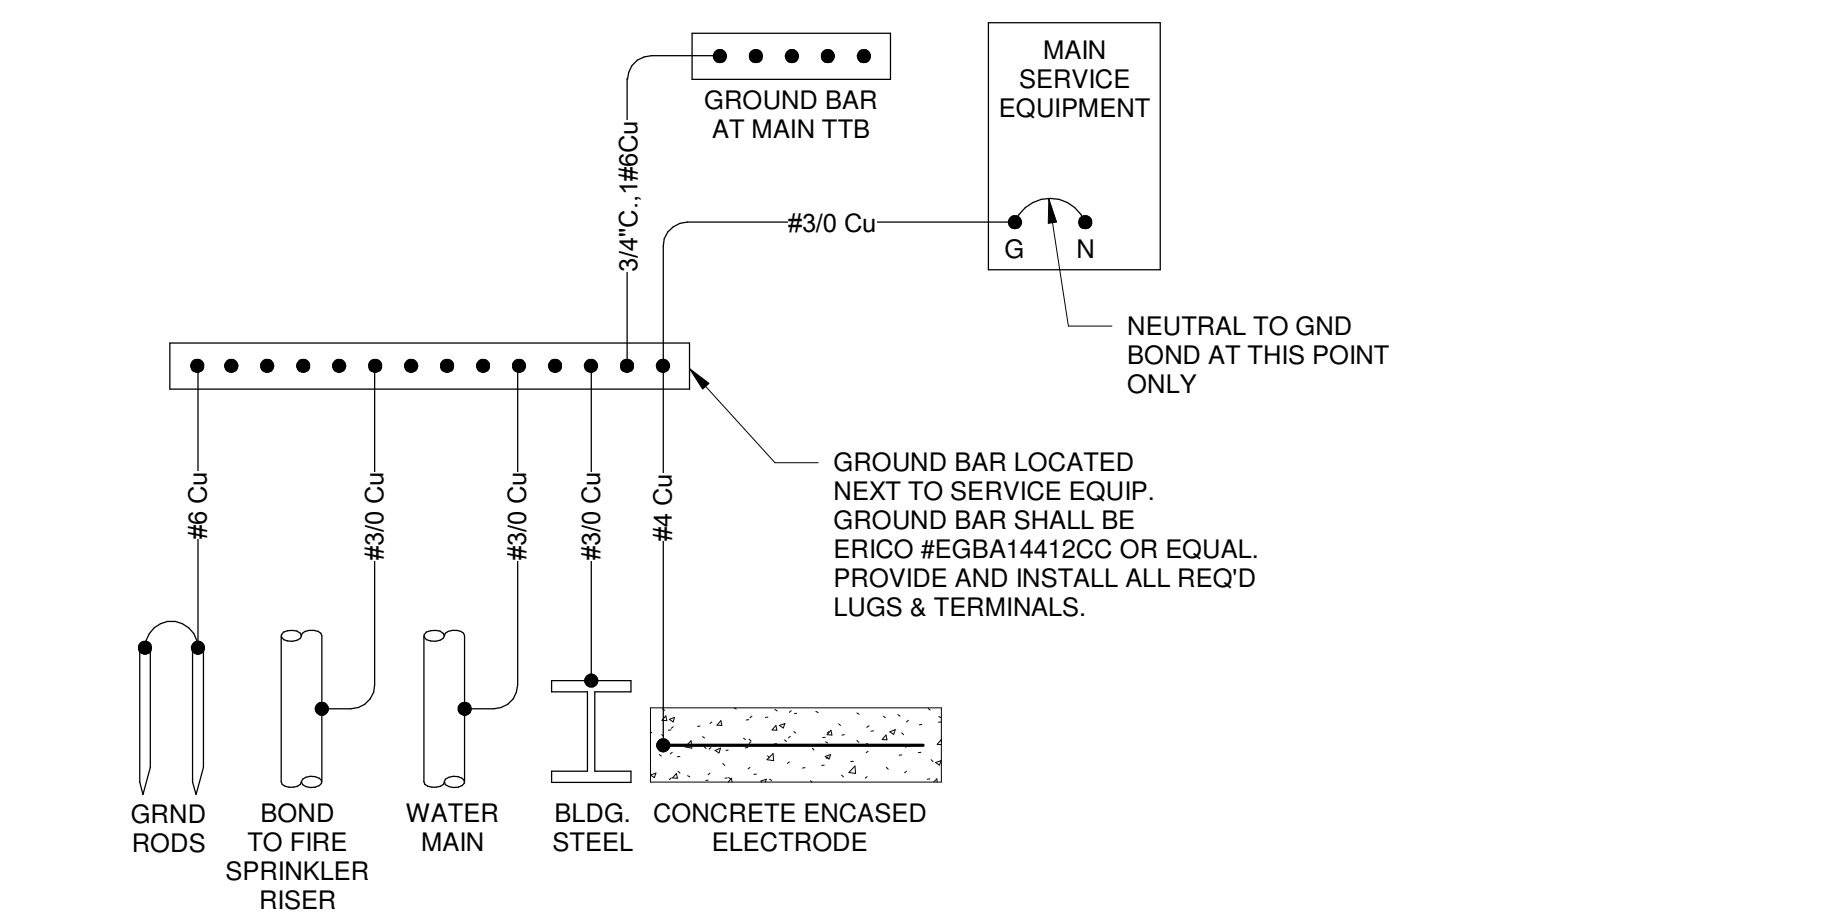 GROUND BAR
AT MAIN TTB
MAIN
SERVICE
EQUIPMENT
3/4"C.,1#6Cu
#3/0 Cu
G N
NEUTRAL TO GND
BOND AT THIS POINT
ONLY
GROUND BAR LOCATED
NEXT TO SERVICE EQUIP.
GROUND BAR SHALL BE
ERICO #EGBA14412CC OR EQUAL.
PROVIDE AND INSTALL ALL REQ'D
LUGS & TERMINALS.
#6 Cu
#3/0 Cu
#3/0 Cu
#3/0 Cu
#4 Cu
GRND
RODS
BOND
TO FIRE
SPRINKLER
RISER
WATER
MAIN
BLDG.
STEEL
CONCRETE ENCASED
ELECTRODE